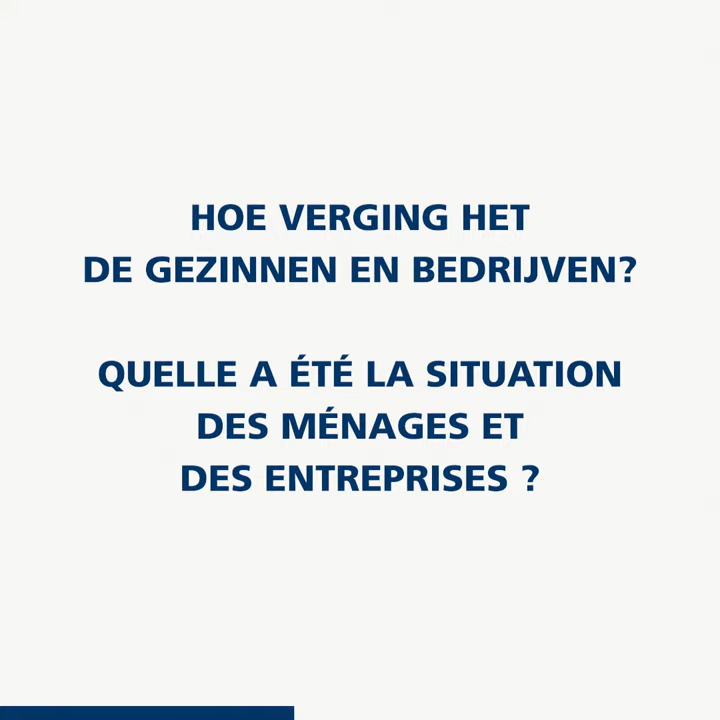 HOE VERGING HET
DE GEZINNEN EN BEDRIJVEN?
QUELLE A ÉTÉ LA SITUATION
DES MÉNAGES ET
DES ENTREPRISES ?